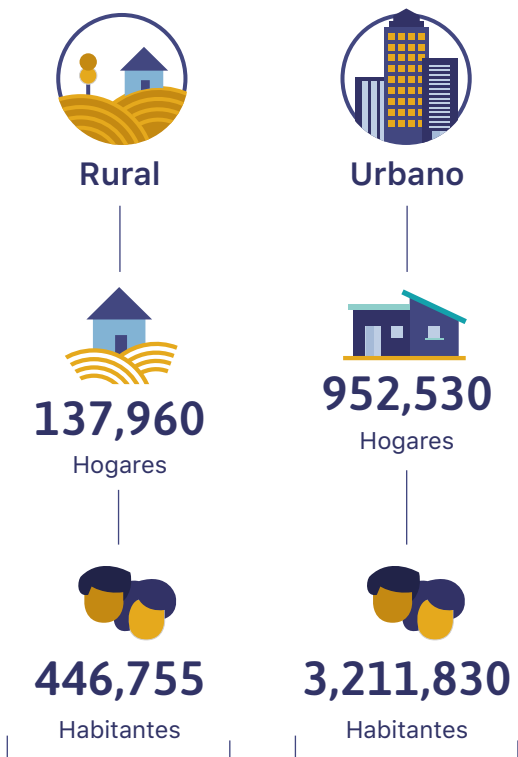 Rural
137,960
Hogares
446,755
Habitantes
Urbano
952,530
Hogares
3,211,830
Habitantes